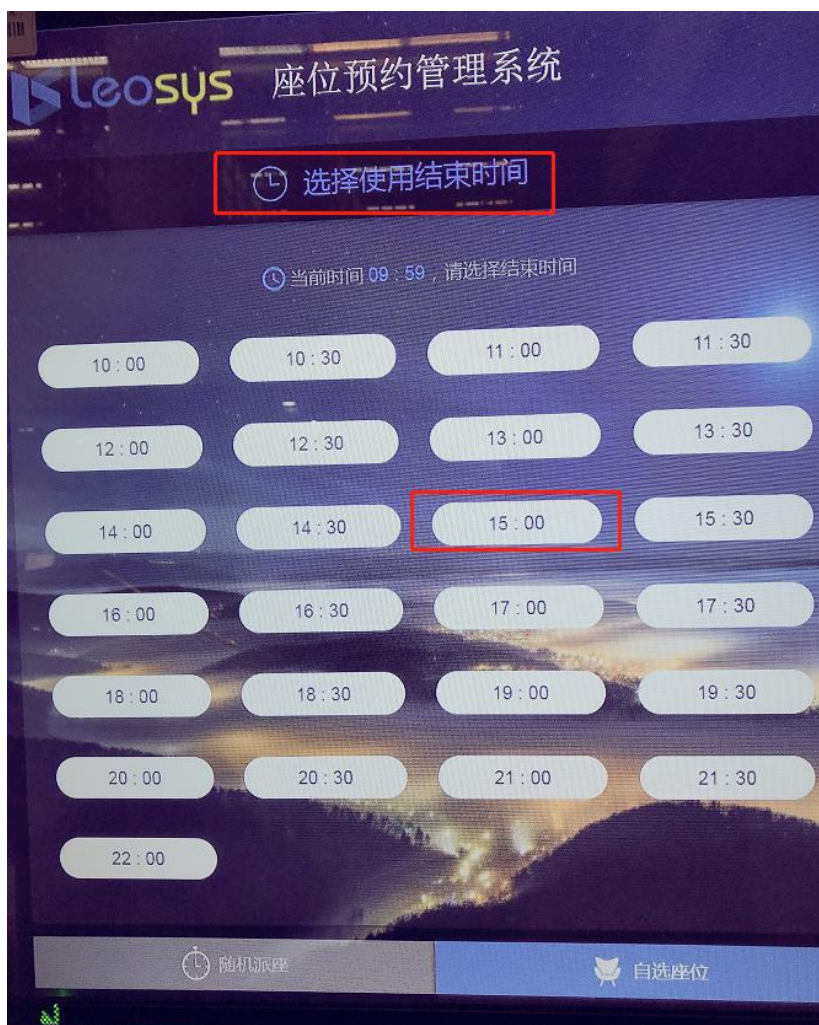 leosys 座位预约管理系统
选择使用结束时间
当前时间 09 : 59 , 请选择结束时间
10 : 00 10 : 30 11 : 00 11 : 30
12 : 00 12 : 30 13 : 00 13 : 30
14 : 00 14 : 30 15 : 00 15 : 30
16 : 00 16 : 30 17 : 00 17 : 30
18 : 00 18 : 30 19 : 00 19 : 30
20 : 00 20 : 30 21 : 00 21 : 30
22 : 00
随机派座 自选座位